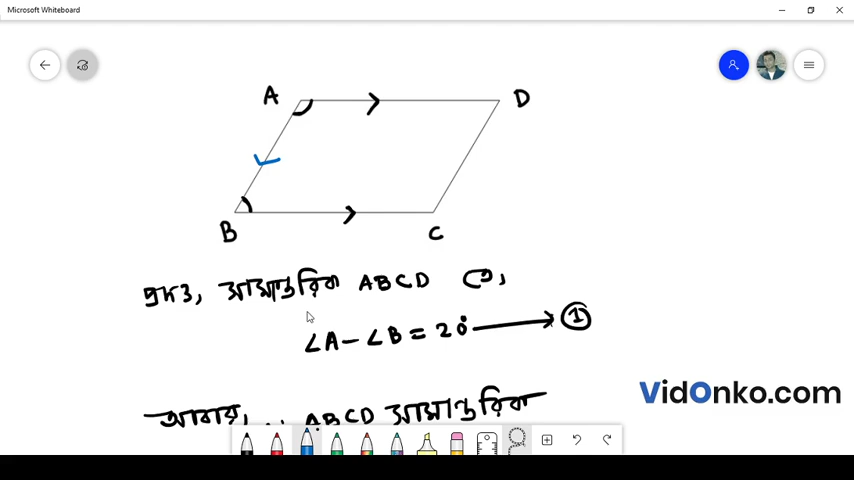 Microsoft Whiteboard
A
D
B
C
প্রদত্ত, সামান্তরিক ABCD তে,
∠A - ∠B = 20° ⟶ ①
VidOnko.com
আবার, ∵ ABCD সামান্তরিক